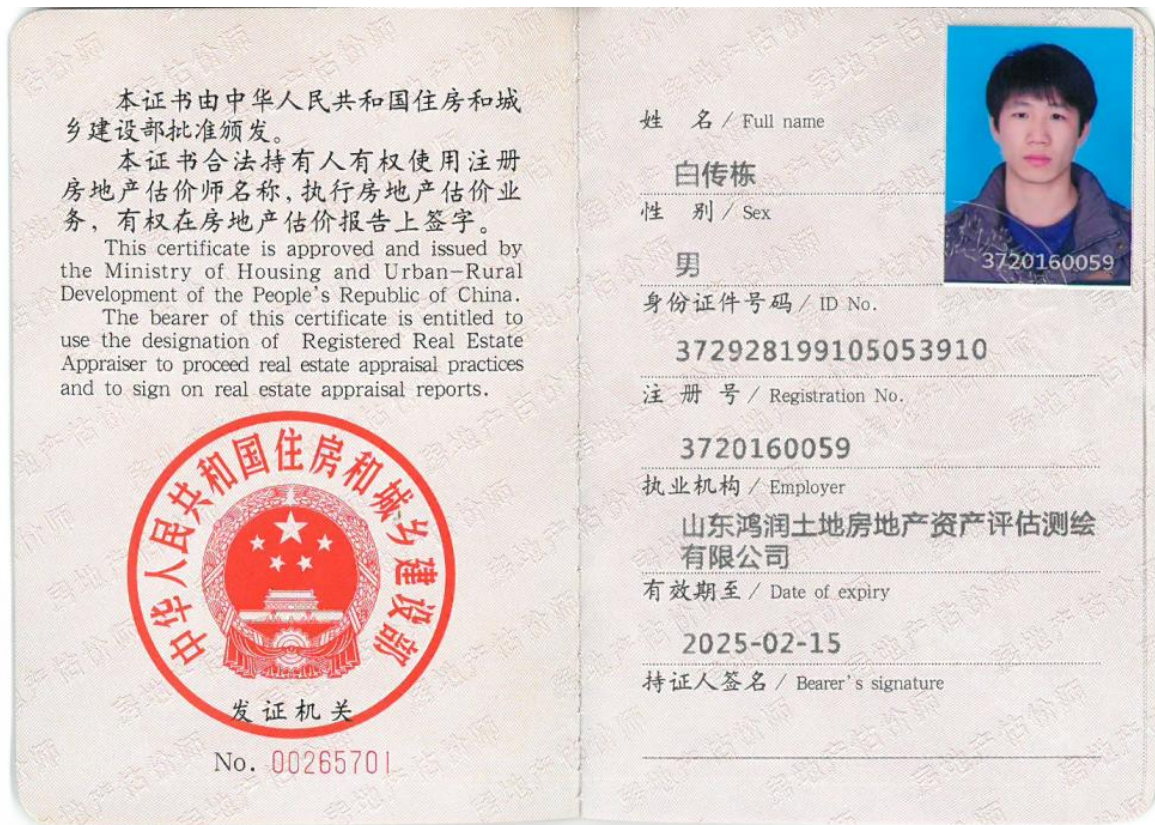 本证书由中华人民共和国住房和城
乡建设部批准颁发。
本证书合法持有人有权使用注册
房地产估价师名称,执行房地产估价业
务,有权在房地产估价报告上签字。
This certificate is approved and issued by
the Ministry of Housing and Urban-Rural
Development of the People's Republic of China.
The bearer of this certificate is entitled to
use the designation of Registered Real Estate
Appraiser to proceed real estate appraisal practices
and to sign on real estate appraisal reports.
中华人民共和国住房和城乡建设部
发证机关
No. 00265701
姓 名 / Full name
白传栋
性 别 / Sex
男
3720160059
身份证件号码 / ID No.
372928199105053910
注 册 号 / Registration No.
3720160059
执业机构 / Employer
山东鸿润土地房地产资产评估测绘
有限公司
有效期至 / Date of expiry
2025-02-15
持证人签名 / Bearer's signature
房地产估价师